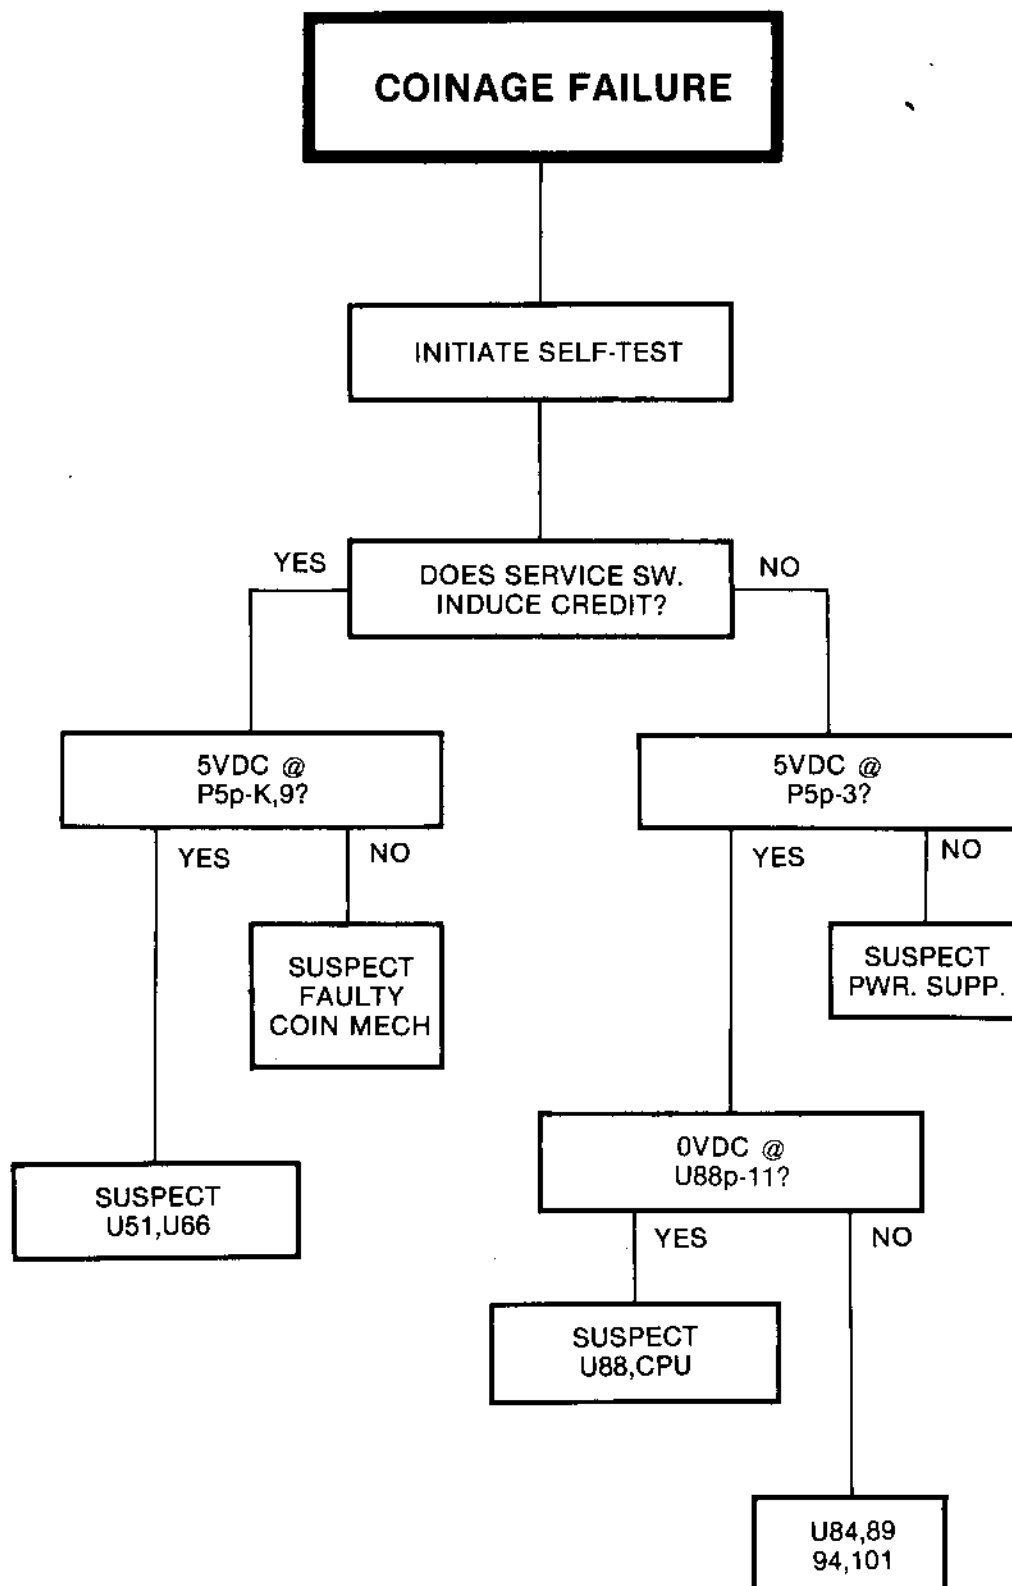 COINAGE FAILURE
INITIATE SELF-TEST
DOES SERVICE SW.
INDUCE CREDIT?
YES
NO
5VDC @
P5p-K,9?
5VDC @
P5p-3?
YES
NO
YES
NO
SUSPECT
FAULTY
COIN MECH
SUSPECT
PWR. SUPP.
0VDC @
U88p-11?
SUSPECT
U51,U66
YES
NO
SUSPECT
U88,CPU
U84,89
94,101